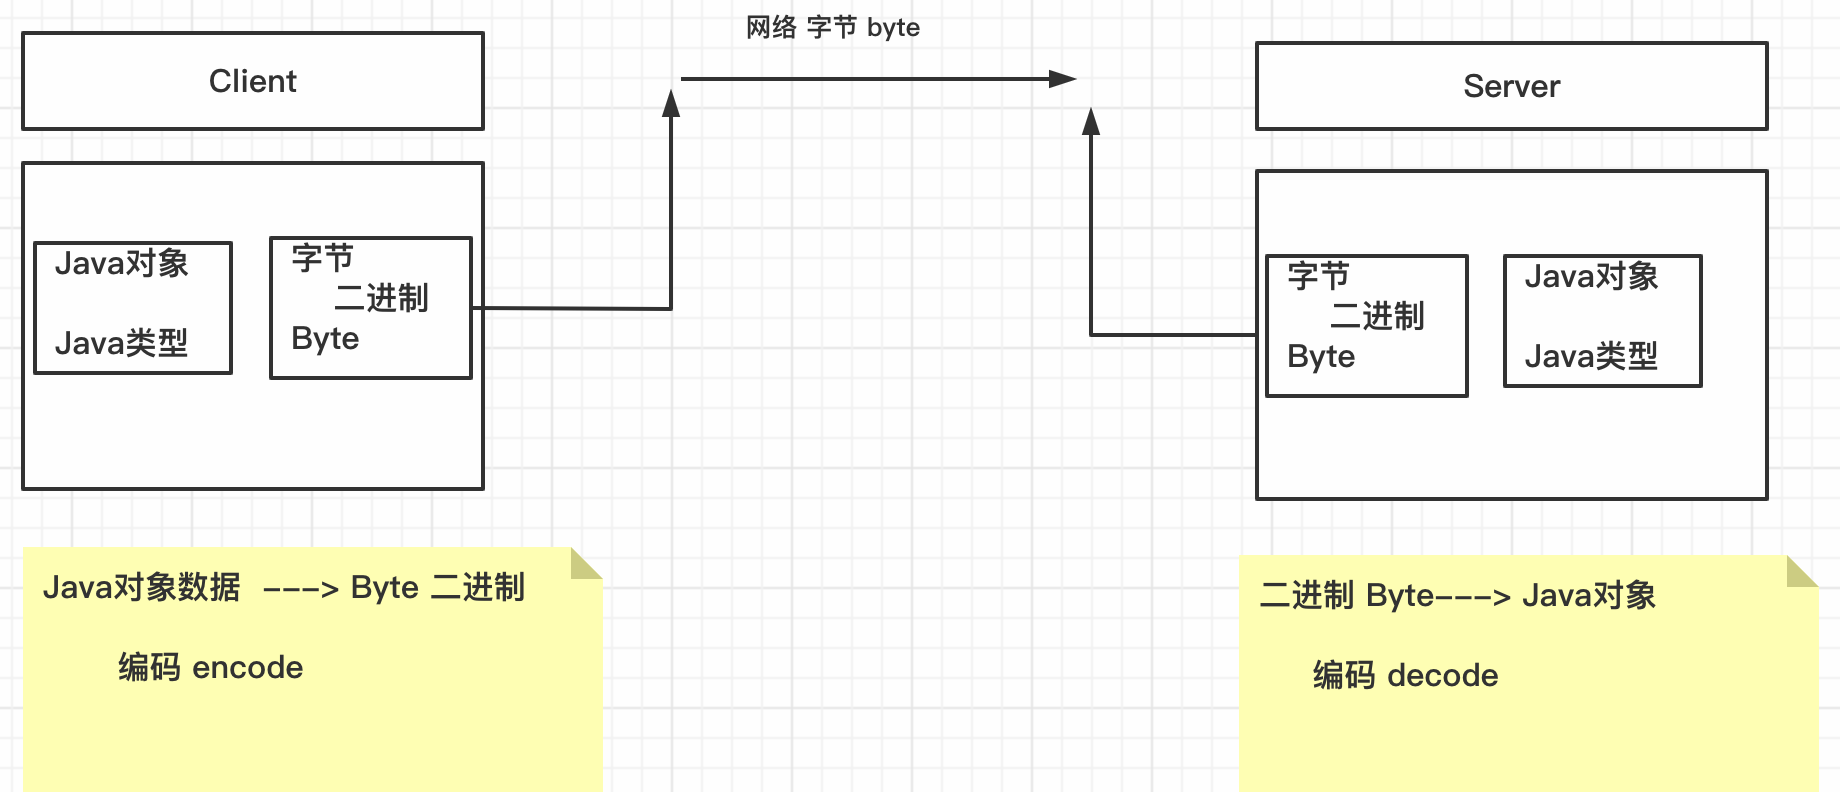 网络 字节 byte
Client
Server
Java对象
Java类型
字节
二进制
Byte
字节
二进制
Byte
Java对象
Java类型
Java对象数据 ---> Byte 二进制
编码 encode
二进制 Byte---> Java对象
编码 decode